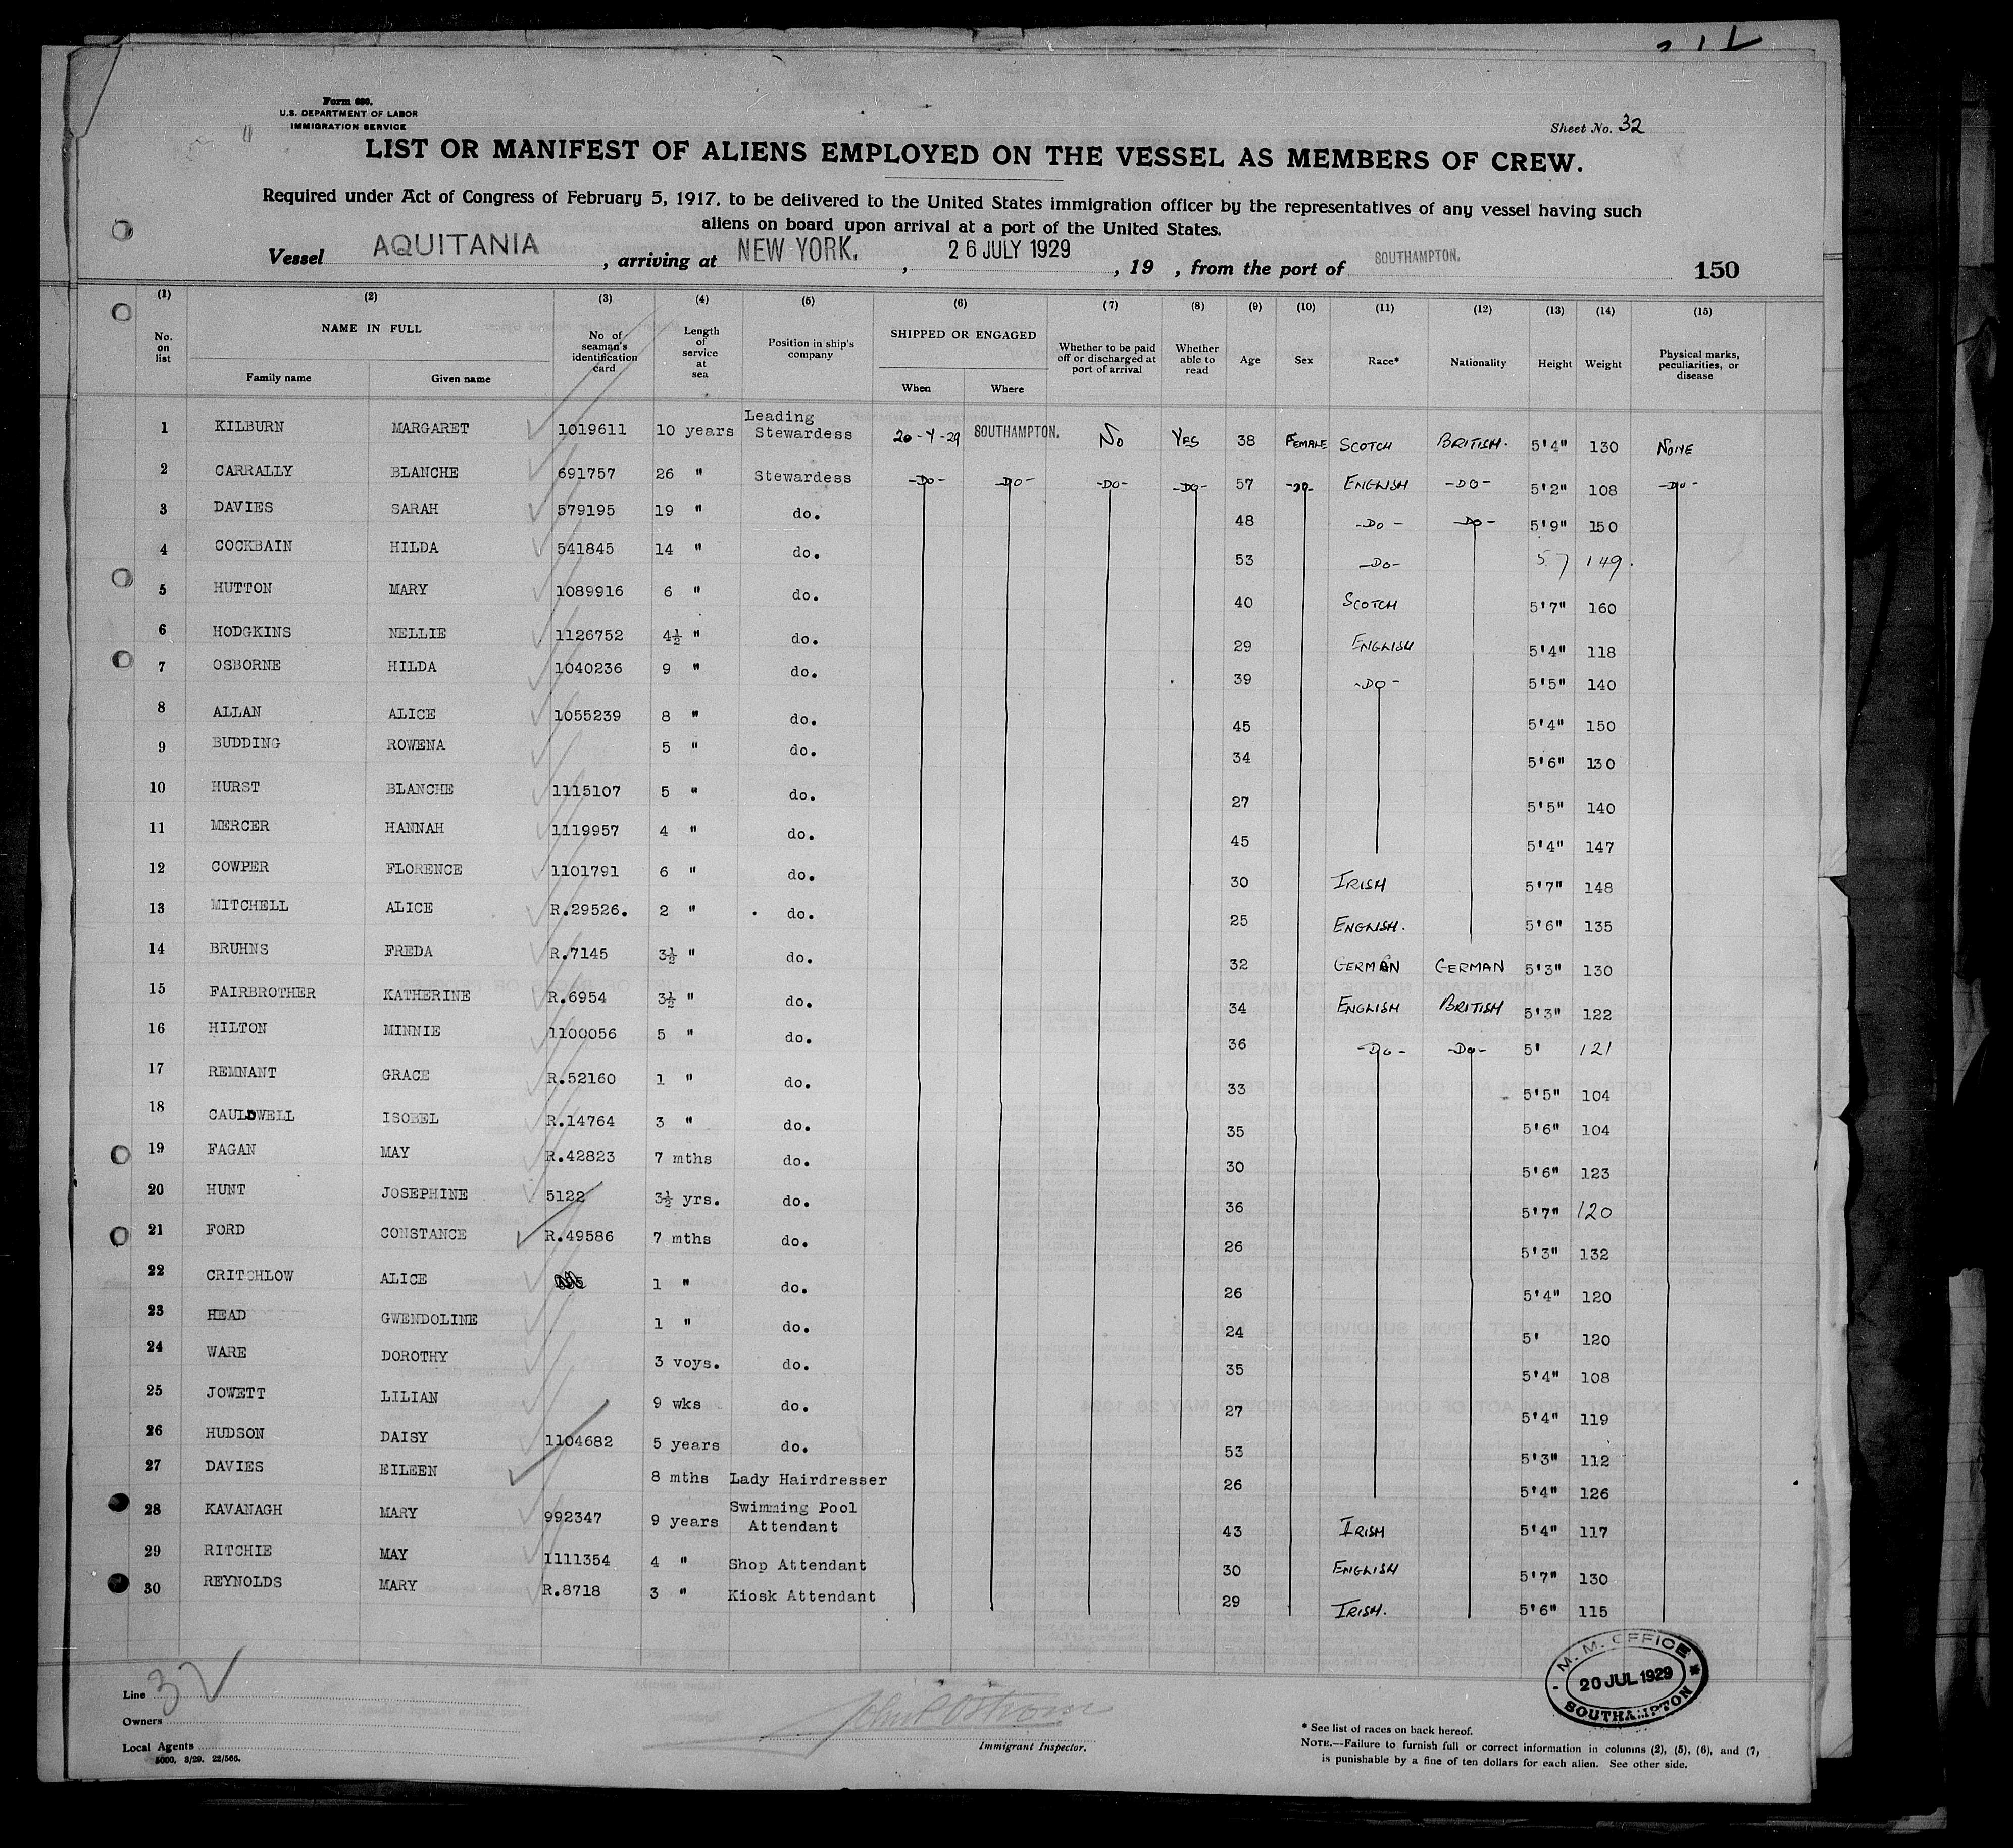 Form 686.
U.S. DEPARTMENT OF LABOR
IMMIGRATION SERVICE
Sheet No. 32
LIST OR MANIFEST OF ALIENS EMPLOYED ON THE VESSEL AS MEMBERS OF CREW.
Required under Act of Congress of February 5, 1917, to be delivered to the United States immigration officer by the representatives of any vessel having such
aliens on board upon arrival at a port of the United States.
Vessel AQUITANIA, arriving at NEW YORK., 26 JULY 1929, 19 , from the port of SOUTHAMPTON. 150
(1) (2) (3) (4) (5) (6) (7) (8) (9) (10) (11) (12) (13) (14) (15)
No. on list NAME IN FULL Family name Given name No of seaman's identification card Length of service at sea Position in ship's company SHIPPED OR ENGAGED When Where Whether to be paid off or discharged at port of arrival Whether able to read Age Sex Race* Nationality Height Weight Physical marks, peculiarities, or disease
1 KILBURN MARGARET 1019611 10 years Leading Stewardess 20-7-29 SOUTHAMPTON. No YES 38 FEMALE SCOTCH BRITISH. 5'4" 130 NONE
2 CARRALLY BLANCHE 691757 26 " Stewardess -DO- -DO- -DO- -DO- 57 -DO- ENGLISH -DO- 5'2" 108 -DO-
3 DAVIES SARAH 579195 19 " do. 48 -DO- -DO- 5'9" 150
4 COCKBAIN HILDA 541845 14 " do. 53 -DO- 57 149.
5 HUTTON MARY 1089916 6 " do. 40 SCOTCH 5'7" 160
6 HODGKINS NELLIE 1126752 4½ " do. 29 ENGLISH 5'4" 118
7 OSBORNE HILDA 1040236 9 " do. 39 -DO- 5'5" 140
8 ALLAN ALICE 1055239 8 " do. 45 5'4" 150
9 BUDDING ROWENA 5 " do. 34 5'6" 130
10 HURST BLANCHE 1115107 5 " do. 27 5'5" 140
11 MERCER HANNAH 1119957 4 " do. 45 5'4" 147
12 COWPER FLORENCE 1101791 6 " do. 30 IRISH 5'7" 148
13 MITCHELL ALICE R.29526. 2 " do. 25 ENGLISH. 5'6" 135
14 BRUHNS FREDA R.7145 3½ " do. 32 GERMAN GERMAN 5'3" 130
15 FAIRBROTHER KATHERINE R.6954 3½ " do. 34 ENGLISH BRITISH 5'3" 122
16 HILTON MINNIE 1100056 5 " do. 36 -DO- -DO- 5' 121
17 REMNANT GRACE R.52160 1 " do. 33 5'5" 104
18 CAULDWELL ISOBEL R.14764 3 " do. 35 5'6" 104
19 FAGAN MAY R.42823 7 mths do. 30 5'6" 123
20 HUNT JOSEPHINE 5122 3½ yrs. do. 36 5'7" 120
21 FORD CONSTANCE R.49586 7 mths do. 26 5'3" 132
22 CRITCHLOW ALICE 1 " do. 26 5'4" 120
23 HEAD GWENDOLINE 1 " do. 24 5' 120
24 WARE DOROTHY 3 voys. do. 35 5'4" 108
25 JOWETT LILIAN 9 wks do. 27 5'4" 119
26 HUDSON DAISY 1104682 5 years do. 53 5'3" 112
27 DAVIES EILEEN 8 mths Lady Hairdresser 26 5'4" 126
28 KAVANAGH MARY 992347 9 years Swimming Pool Attendant 43 IRISH 5'4" 117
29 RITCHIE MAY 1111354 4 " Shop Attendant 30 ENGLISH 5'7" 130
30 REYNOLDS MARY R.8718 3 " Kiosk Attendant 29 IRISH. 5'6" 115
M. M. OFFICE
20 JUL 1929
SOUTHAMPTON
Line
Owners
Local Agents
5000, 3/29. 22/566.
Immigrant Inspector.
* See list of races on back hereof.
NOTE.—Failure to furnish full or correct information in columns (2), (5), (6), and (7,
is punishable by a fine of ten dollars for each alien. See other side.